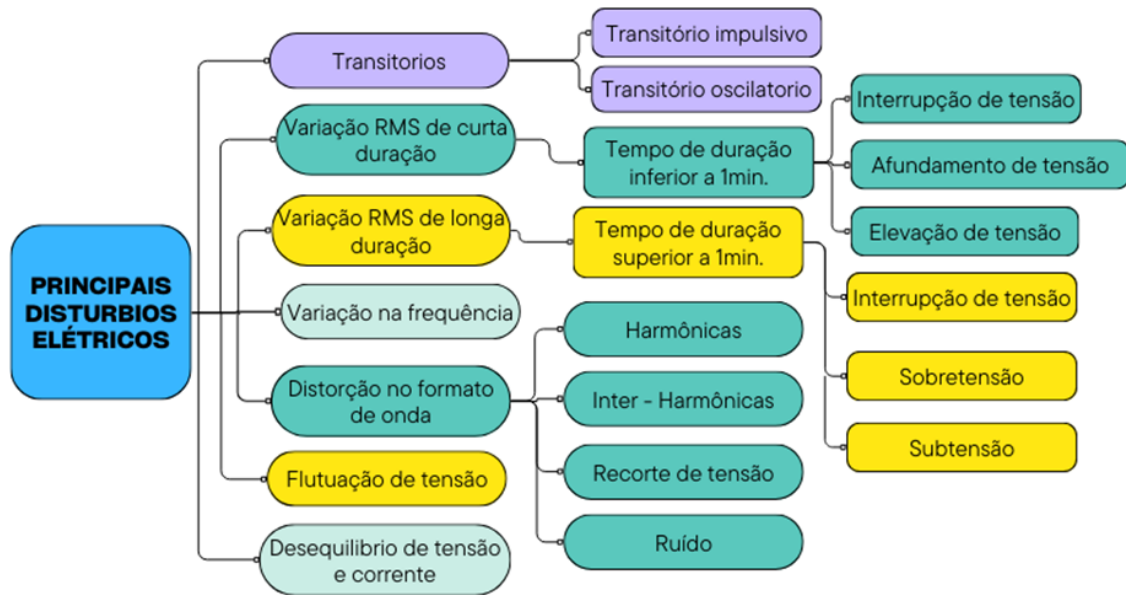 PRINCIPAIS
DISTURBIOS
ELÉTRICOS
Transitorios
Transitório impulsivo
Transitório oscilatorio
Variação RMS de curta
duração
Tempo de duração
inferior a 1min.
Interrupção de tensão
Afundamento de tensão
Elevação de tensão
Variação RMS de longa
duração
Tempo de duração
superior a 1min.
Interrupção de tensão
Sobretensão
Subtensão
Variação na frequência
Distorção no formato
de onda
Harmônicas
Inter - Harmônicas
Recorte de tensão
Ruído
Flutuação de tensão
Desequilibrio de tensão
e corrente